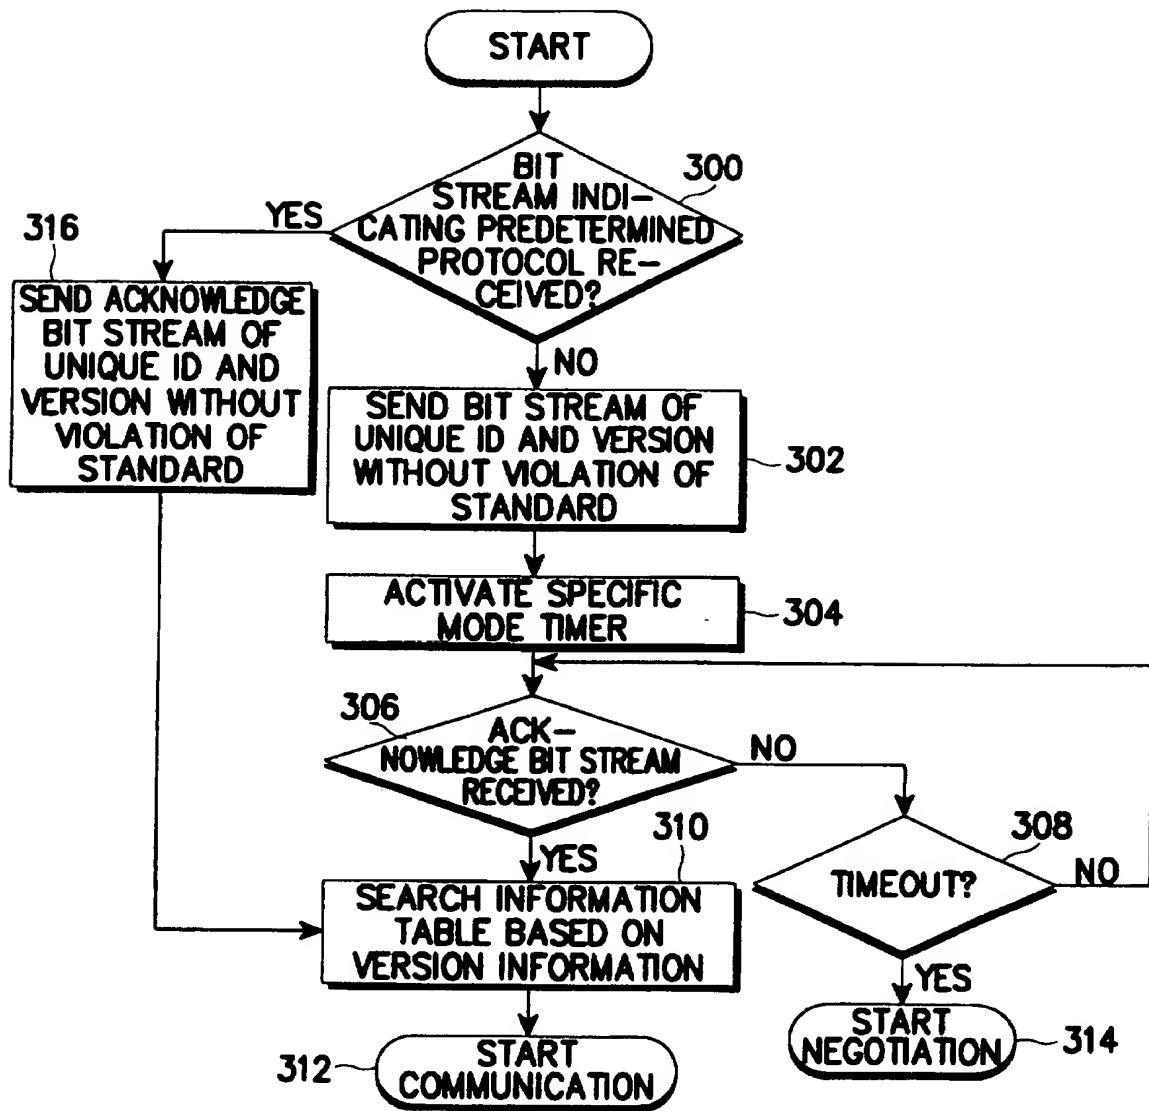 START
BIT
STREAM INDI-
CATING PREDETERMINED
PROTOCOL RE-
CEIVED?
300
YES
316
SEND ACKNOWLEDGE
BIT STREAM OF
UNIQUE ID AND
VERSION WITHOUT
VIOLATION OF
STANDARD
NO
SEND BIT STREAM OF
UNIQUE ID AND VERSION
WITHOUT VIOLATION OF
STANDARD
302
ACTIVATE SPECIFIC
MODE TIMER
304
306
ACK-
NOWLEDGE BIT STREAM
RECEIVED?
NO
308
TIMEOUT?
NO
YES
310
SEARCH INFORMATION
TABLE BASED ON
VERSION INFORMATION
YES
START
NEGOTIATION
314
312
START
COMMUNICATION